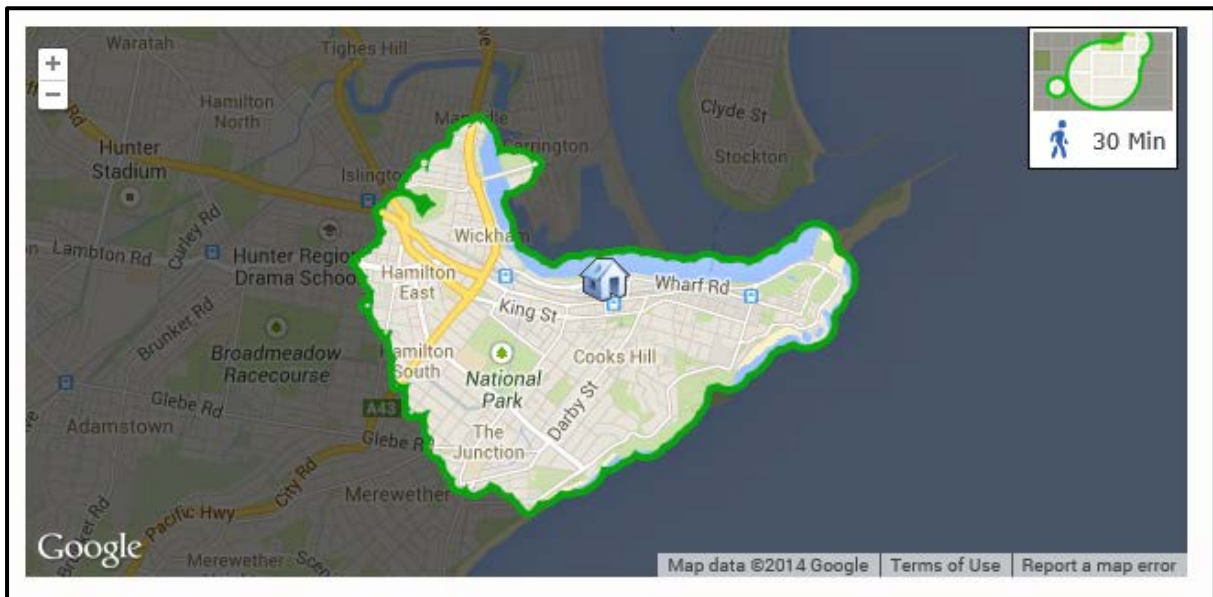 Waratah
Tighes Hill
Hamilton
North
Hunter
Stadium
Islington
Carrington
Clyde St
Stockton
30 Min
Lambton Rd
Curley Rd
Hunter Region
Drama School
Wickham
Hamilton
East
King St
Wharf Rd
Brunker Rd
Broadmeadow
Racecourse
Hamilton
South
National
Park
Cooks Hill
Darby St
Glebe Rd
A43
Adamstown
Glebe Rd
The
Junction
City Rd
Merewether
Pacific Hwy
Merewether
Google
Map data ©2014 Google
Terms of Use
Report a map error